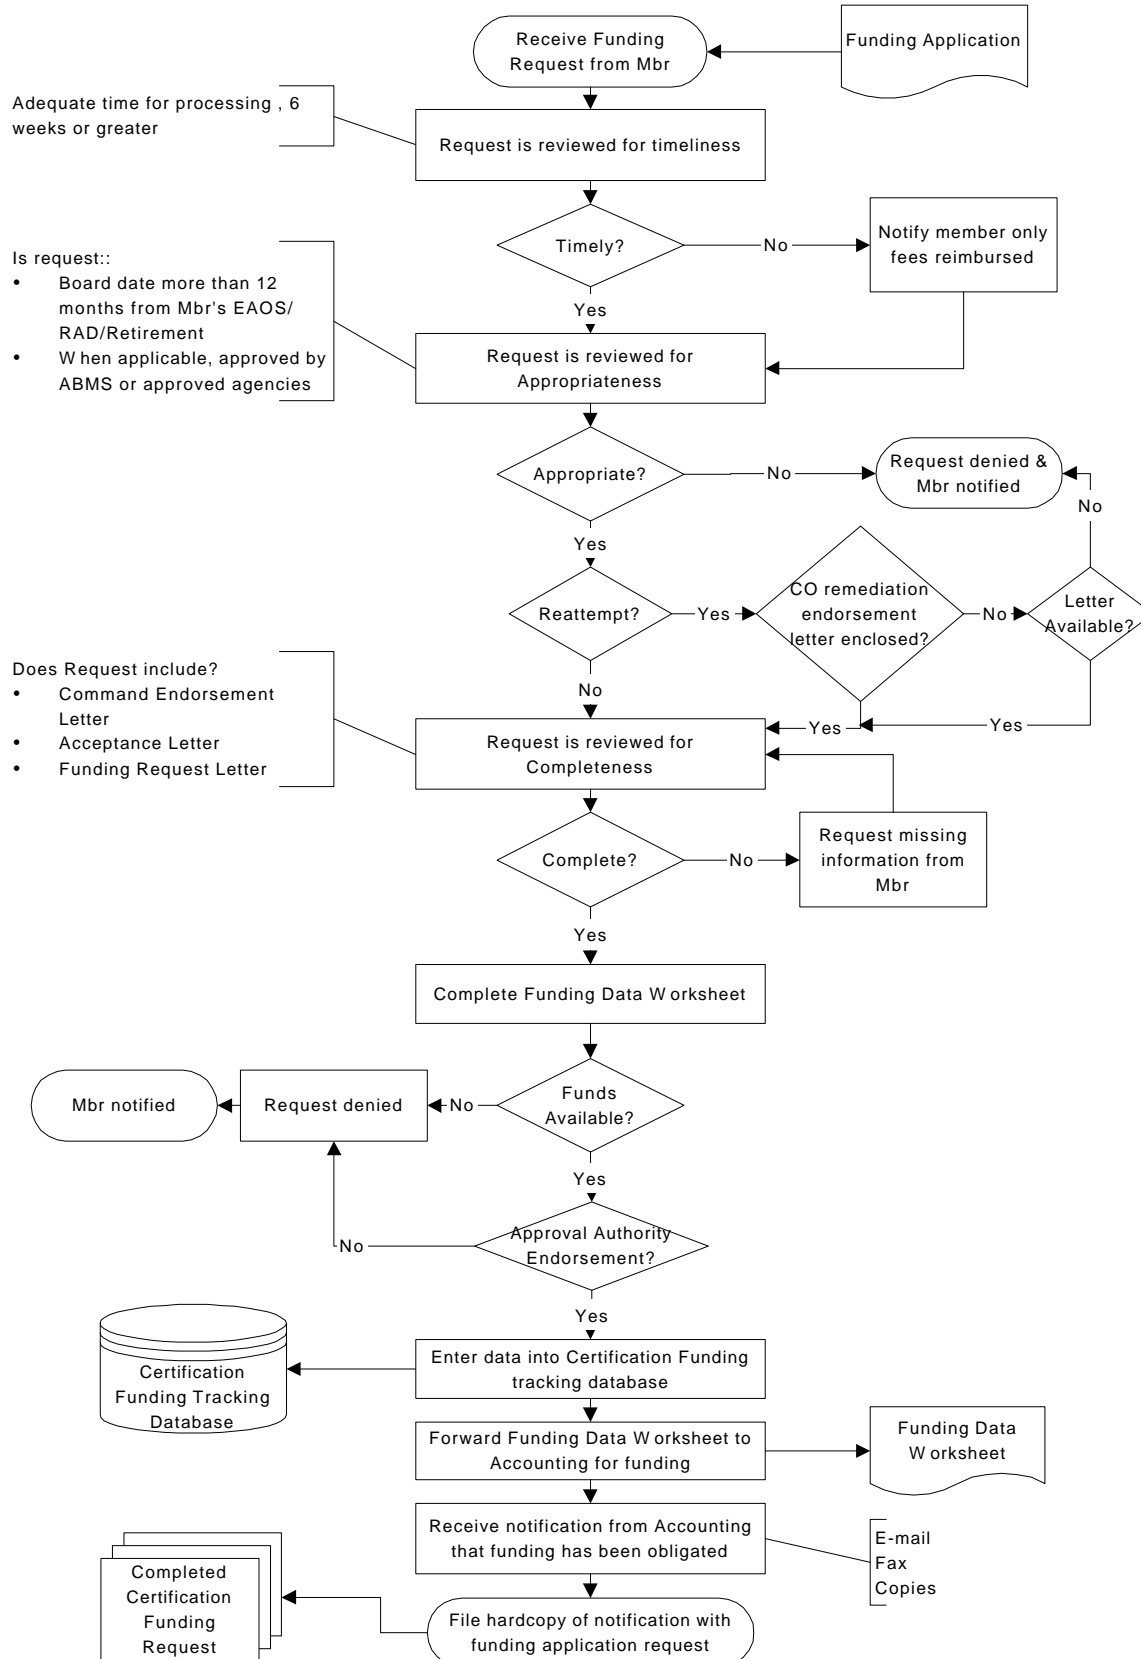 Receive Funding
Request from Mbr
Funding Application
Adequate time for processing , 6
weeks or greater
Request is reviewed for timeliness
Timely?
No
Notify member only
fees reimbursed
Is request::
• Board date more than 12
months from Mbr's EAOS/
RAD/Retirement
• When applicable, approved by
ABMS or approved agencies
Yes
Request is reviewed for
Appropriateness
Appropriate?
No
Request denied &
Mbr notified
No
Yes
Reattempt?
Yes
CO remediation
endorsement
letter enclosed?
No
Letter
Available?
Does Request include?
• Command Endorsement
Letter
• Acceptance Letter
• Funding Request Letter
No
Yes
Yes
Request is reviewed for
Completeness
Complete?
No
Request missing
information from
Mbr
Yes
Complete Funding Data Worksheet
Funds
Available?
No
Request denied
Mbr notified
Yes
Approval Authority
Endorsement?
No
Yes
Certification
Funding Tracking
Database
Enter data into Certification Funding
tracking database
Forward Funding Data Worksheet to
Accounting for funding
Funding Data
Worksheet
Receive notification from Accounting
that funding has been obligated
E-mail
Fax
Copies
Completed
Certification
Funding
Request
File hardcopy of notification with
funding application request